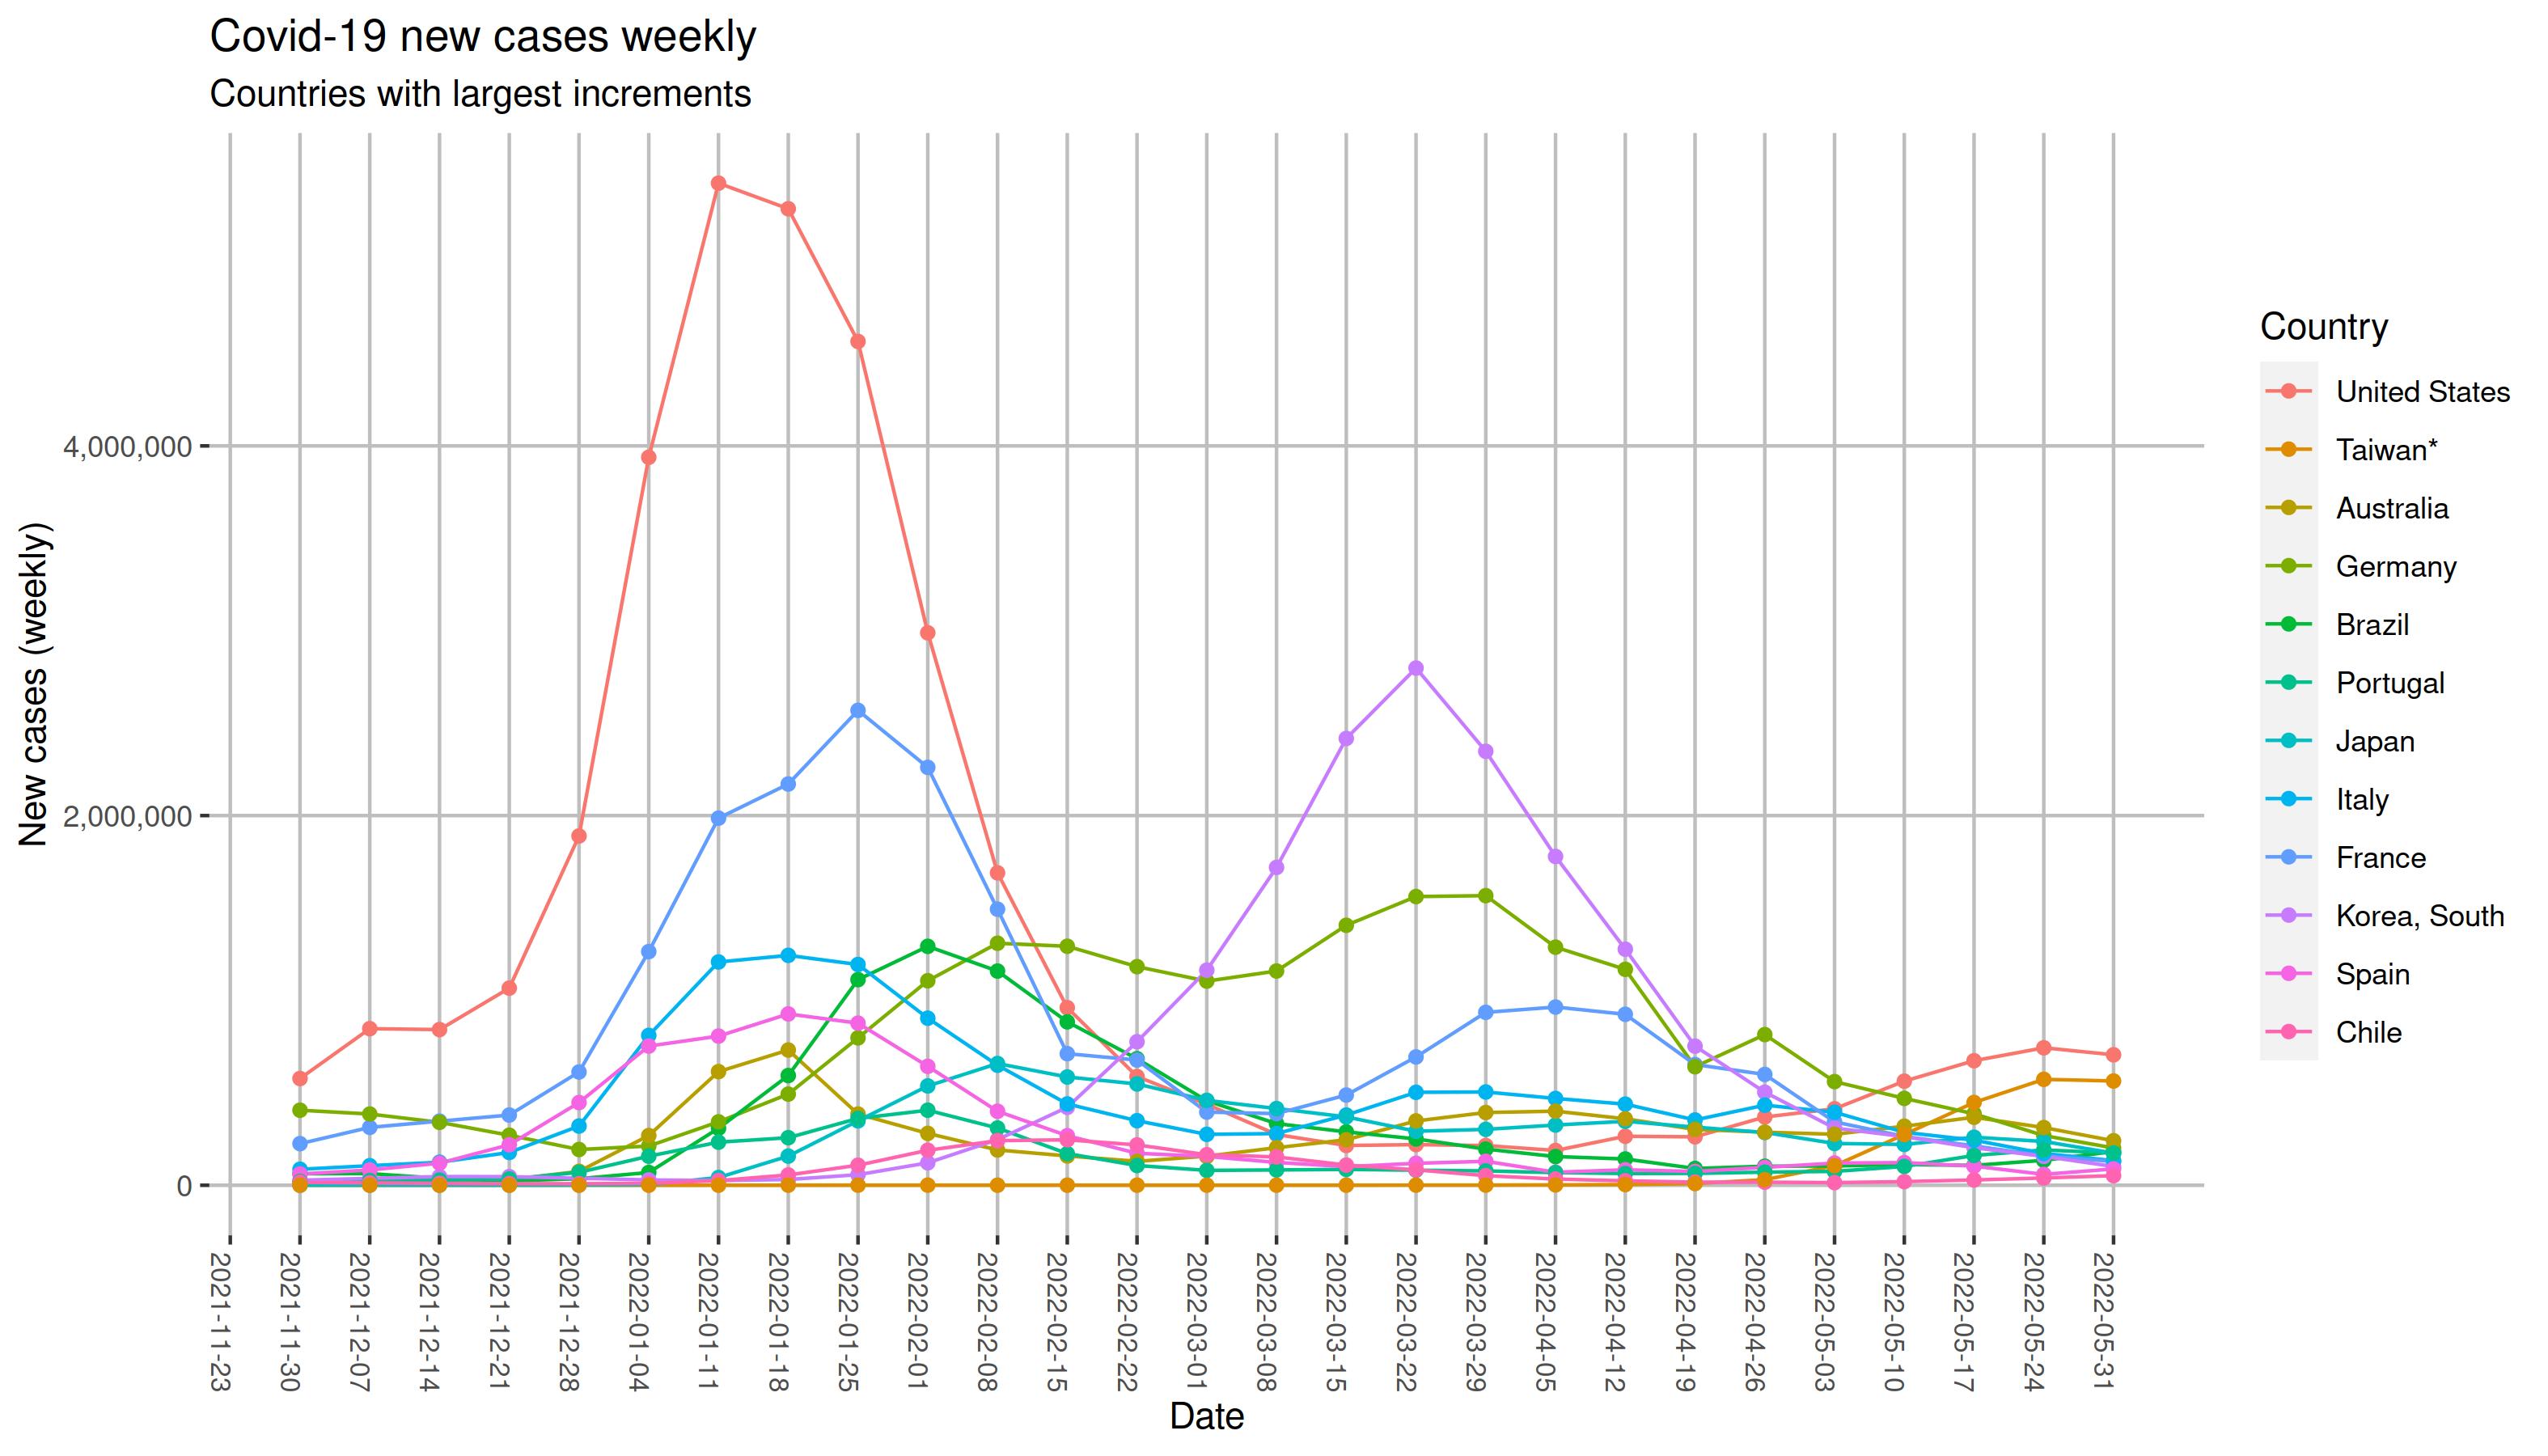 Covid-19 new cases weekly
Countries with largest increments
New cases (weekly)
4,000,000
2,000,000
0
2021-11-23
2021-11-30
2021-12-07
2021-12-14
2021-12-21
2021-12-28
2022-01-04
2022-01-11
2022-01-18
2022-01-25
2022-02-01
2022-02-08
2022-02-15
2022-02-22
2022-03-01
2022-03-08
2022-03-15
2022-03-22
2022-03-29
2022-04-05
2022-04-12
2022-04-19
2022-04-26
2022-05-03
2022-05-10
2022-05-17
2022-05-24
2022-05-31
Date
Country
United States
Taiwan*
Australia
Germany
Brazil
Portugal
Japan
Italy
France
Korea, South
Spain
Chile